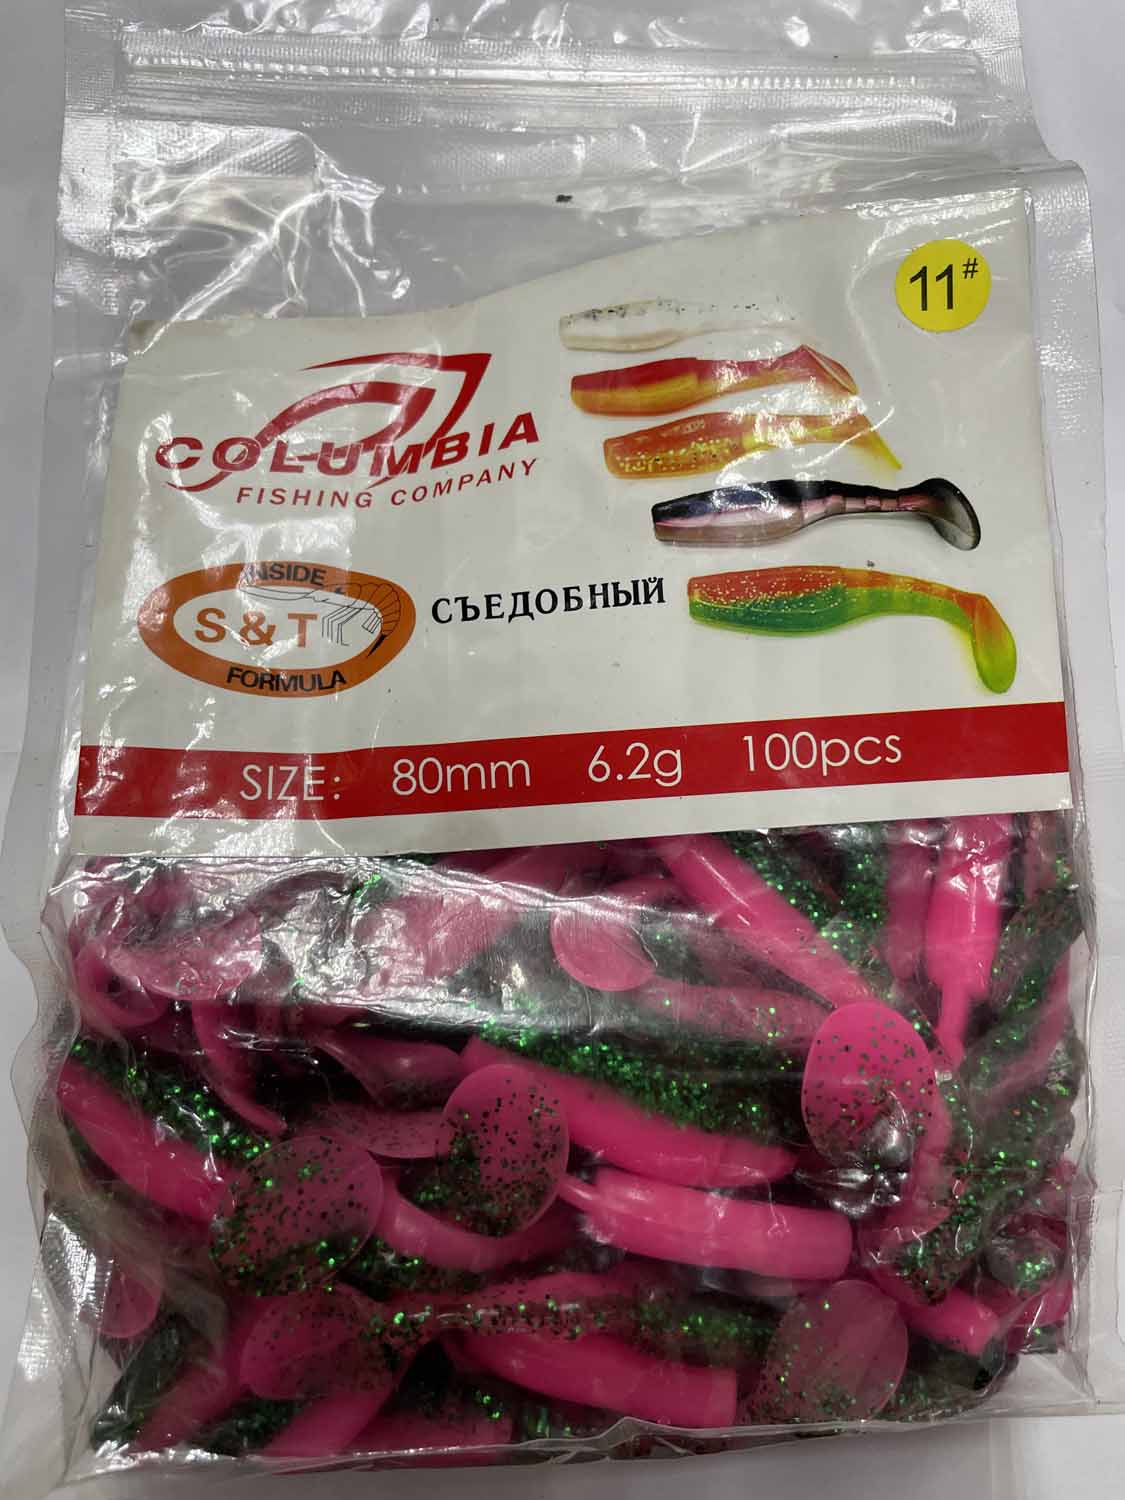 11#
COLUMBIA
FISHING COMPANY
INSIDE
S & T
FORMULA
СЪЕДОБНЫЙ
SIZE: 80mm 6.2g 100pcs